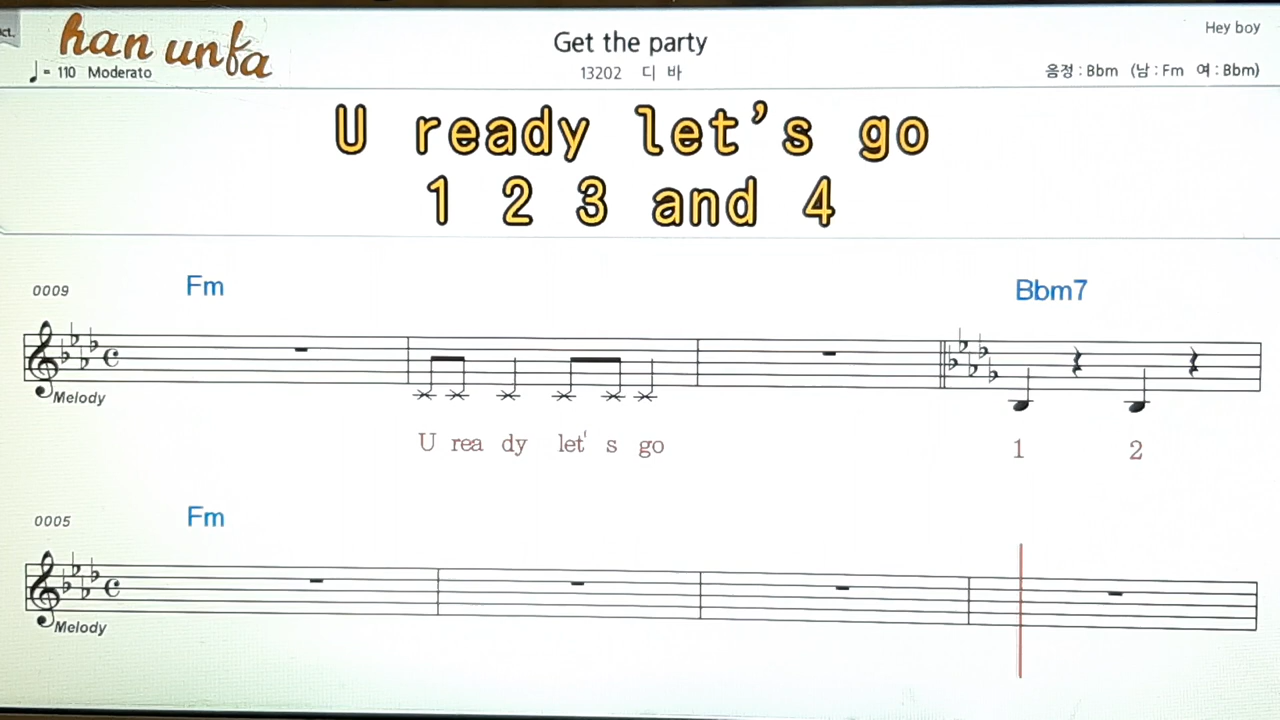 ct.
han unfa
Get the party
Hey boy
♩= 110 Moderato
13202 디 바
음정 : Bbm (남 : Fm 여 : Bbm)
U ready let's go
1 2 3 and 4
0009
Fm
Bbm7
Melody
U rea dy let' s go 1 2
0005
Fm
Melody